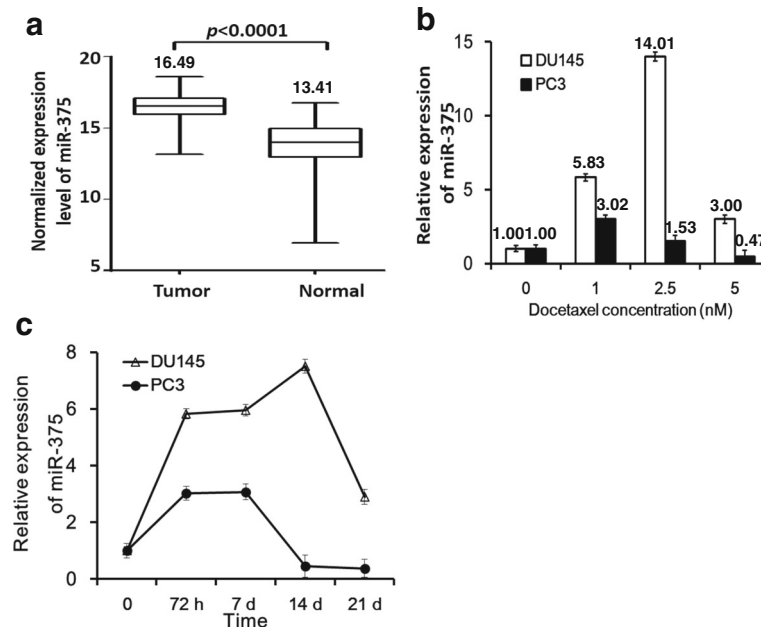 a
p<0.0001
Normalized expression
level of miR-375
20
15
10
5
16.49
13.41
Tumor
Normal
b
Relative expression
of miR-375
15
10
5
0
DU145
PC3
1.00
1.00
5.83
3.02
14.01
1.53
3.00
0.47
0
1
2.5
5
Docetaxel concentration (nM)
c
Relative expression
of miR-375
8
6
4
2
0
DU145
PC3
0
72 h
7 d
14 d
21 d
Time